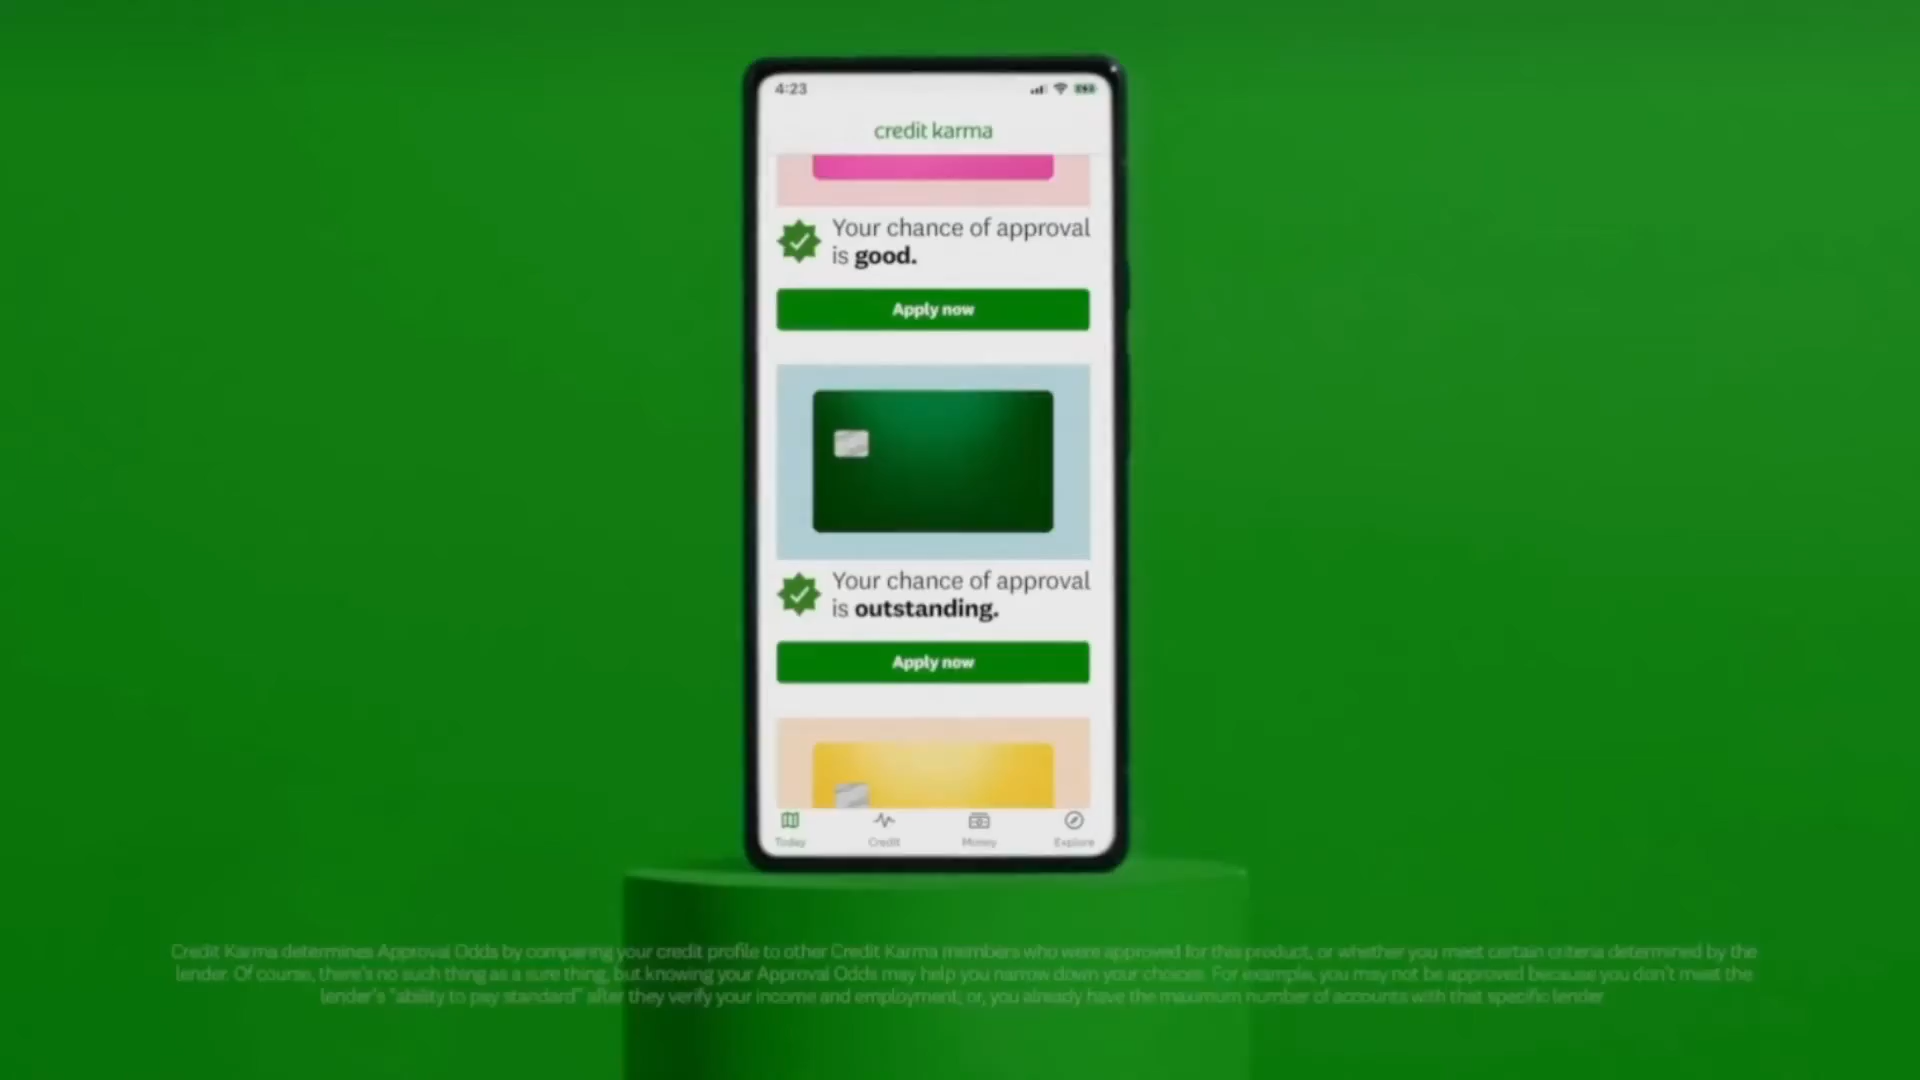 4:23
credit karma
Your chance of approval
is good.
Apply now
Your chance of approval
is outstanding.
Apply now
Today
Credit
Money
Explore
Credit Karma determines Approval Odds by comparing your credit profile to other Credit Karma members who were approved for this product, or whether you meet certain criteria determined by the
lender. Of course, there's no such thing as a sure thing, but knowing your Approval Odds may help you narrow down your choices. For example, you may not be approved because you don't meet the
lender's "ability to pay standard" after they verify your income and employment; or, you already have the maximum number of accounts with that specific lender